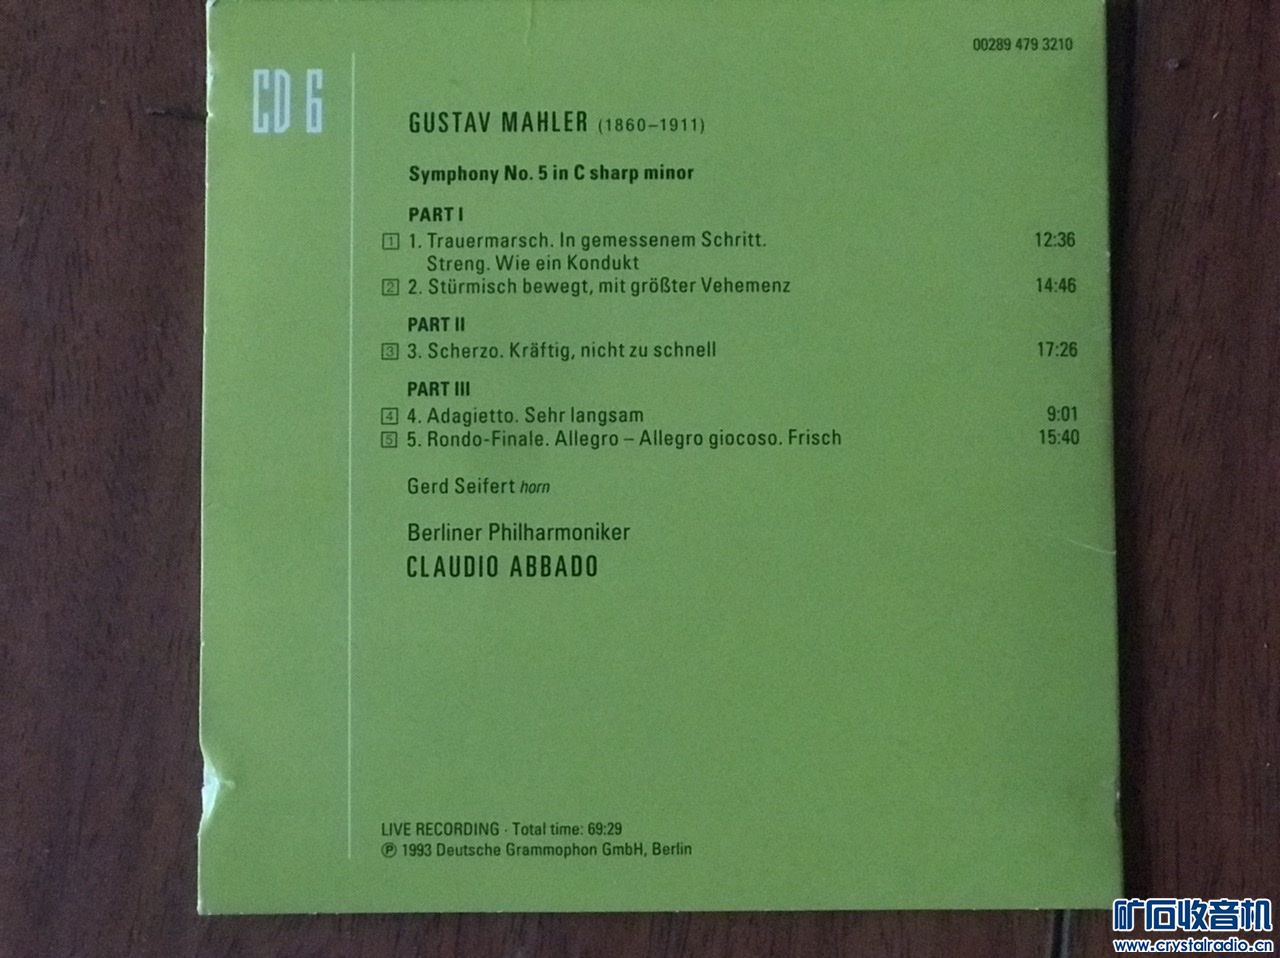 00289 479 3210
CD 6
GUSTAV MAHLER (1860–1911)
Symphony No. 5 in C sharp minor
PART I
1 1. Trauermarsch. In gemessenem Schritt. 12:36
Streng. Wie ein Kondukt
2 2. Stürmisch bewegt, mit größter Vehemenz 14:46
PART II
3 3. Scherzo. Kräftig, nicht zu schnell 17:26
PART III
4 4. Adagietto. Sehr langsam 9:01
5 5. Rondo-Finale. Allegro – Allegro giocoso. Frisch 15:40
Gerd Seifert horn
Berliner Philharmoniker
CLAUDIO ABBADO
LIVE RECORDING · Total time: 69:29
℗ 1993 Deutsche Grammophon GmbH, Berlin
矿石收音机
www.crystalradio.cn